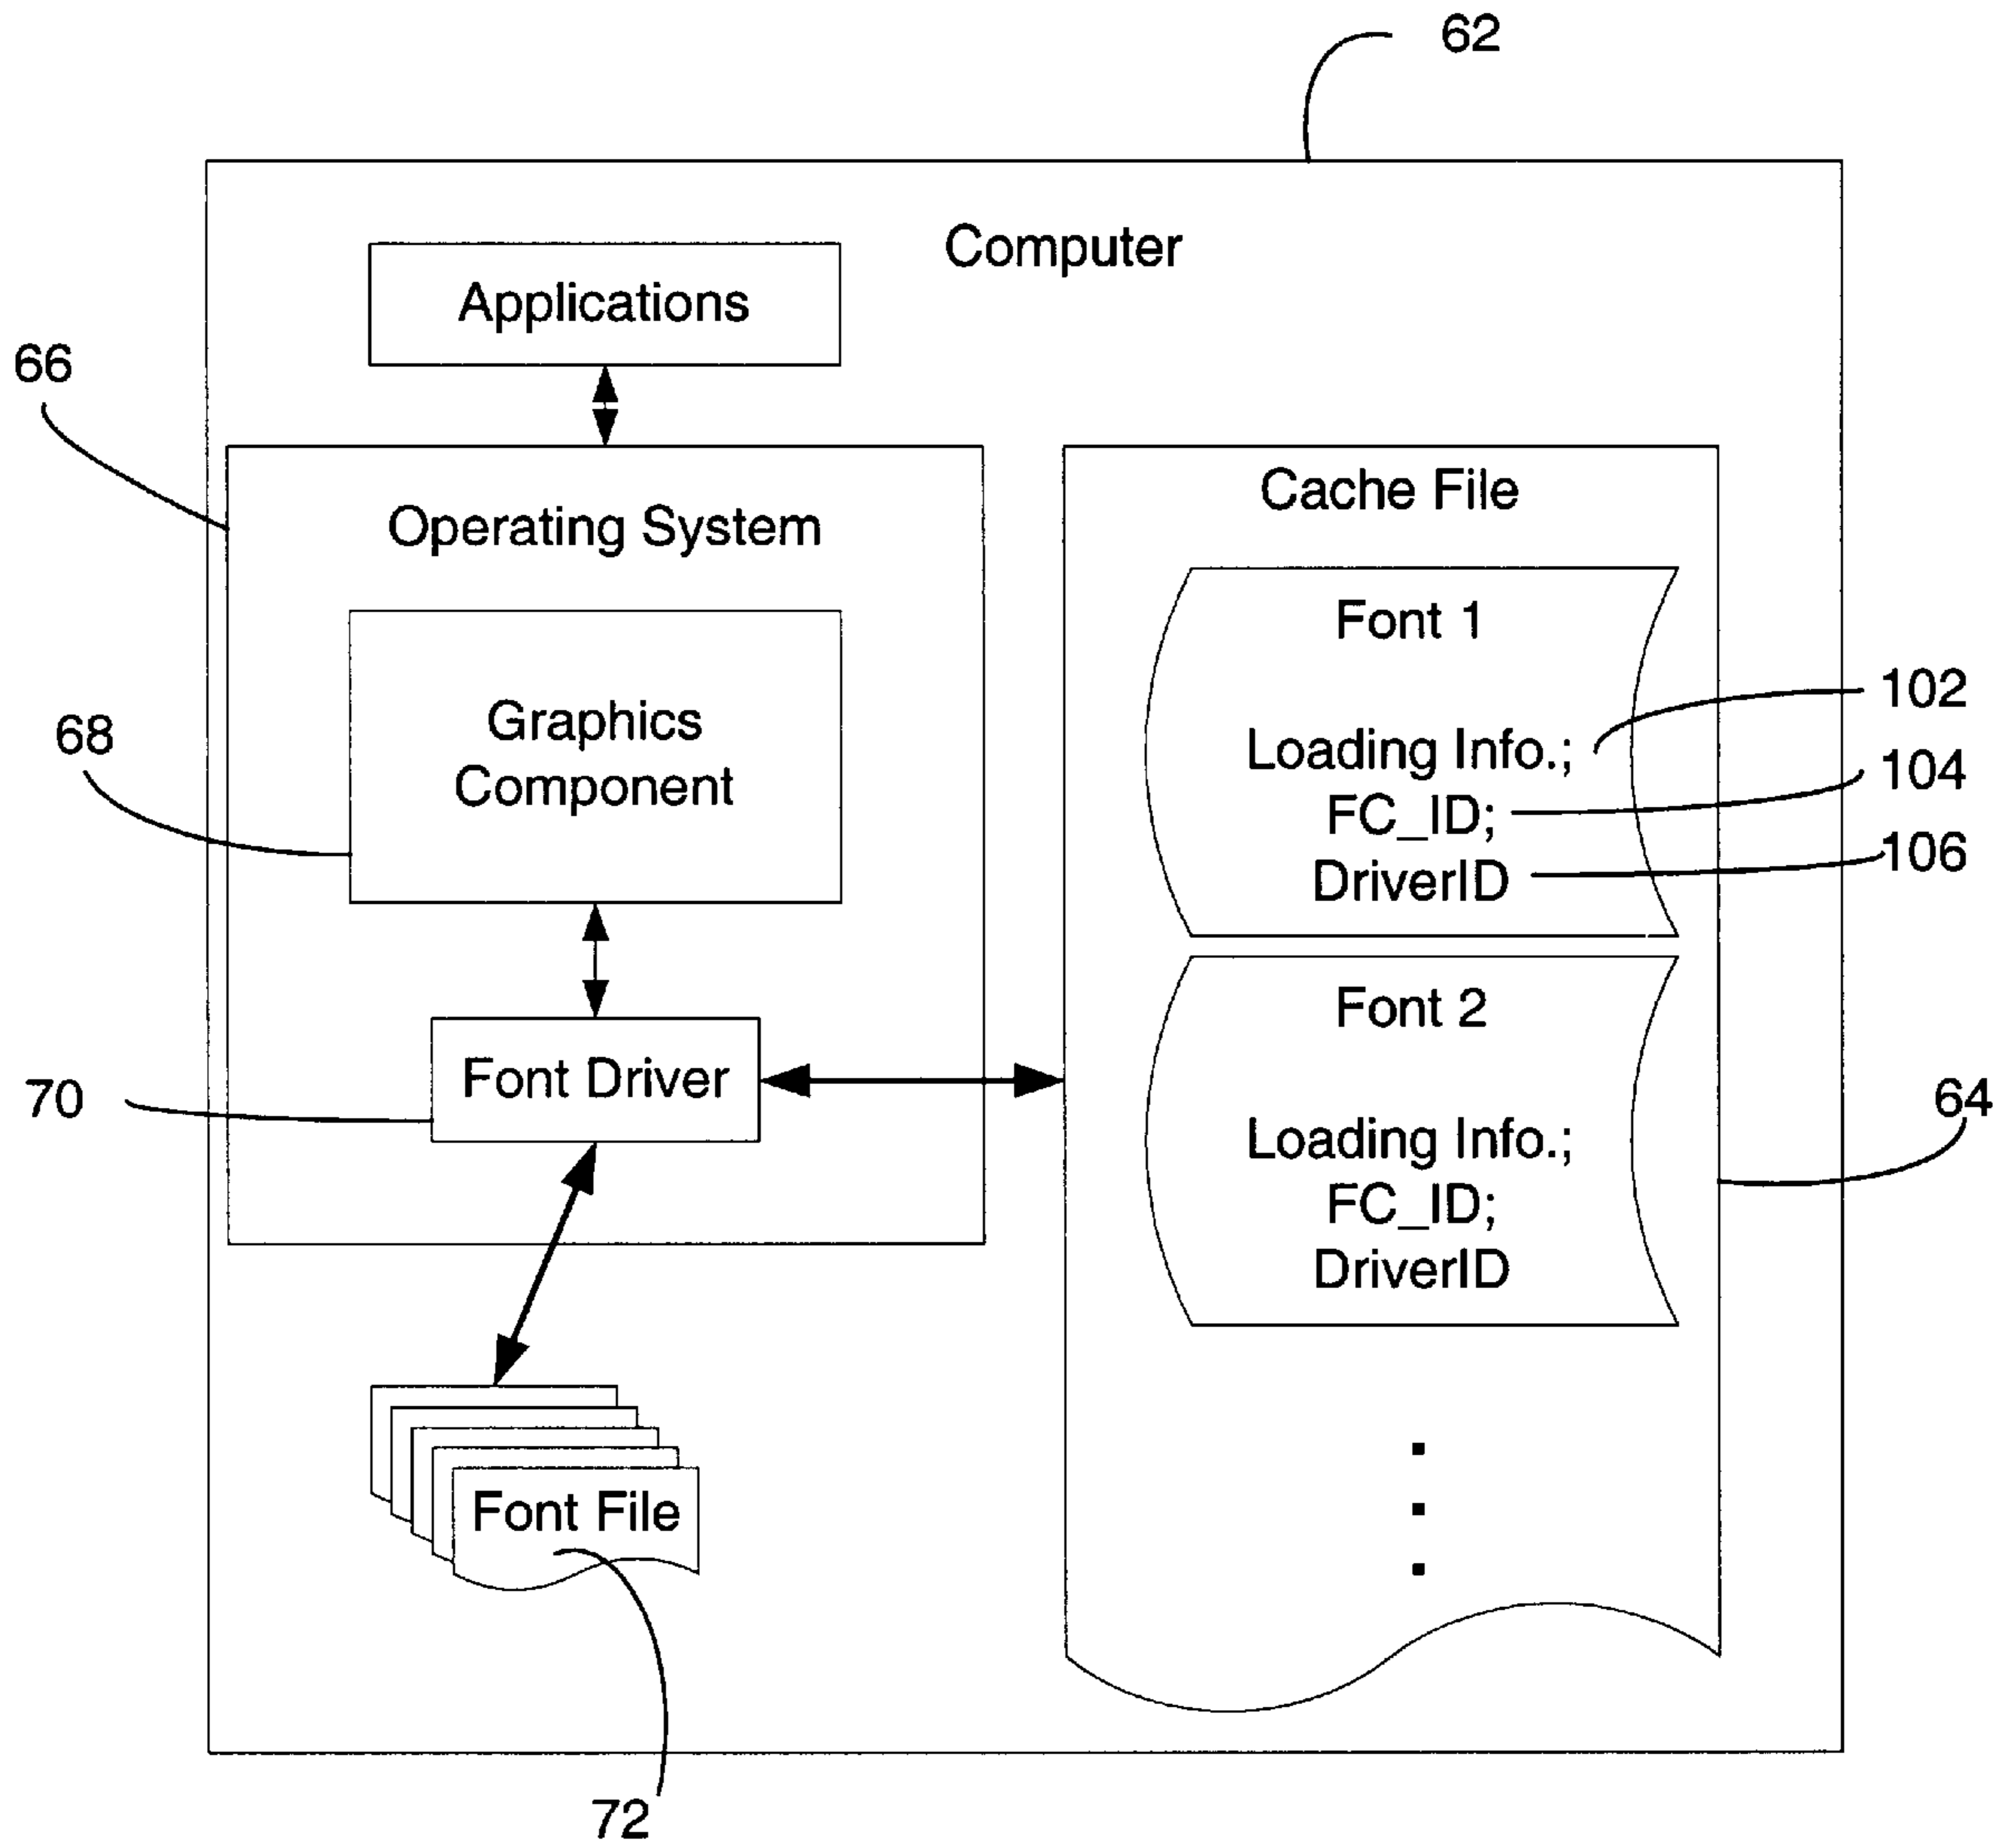 62
Computer
Applications
66
Operating System
Cache File
Graphics
Component
68
Font 1
Loading Info.;
FC_ID;
DriverID
102
104
106
Font Driver
70
Font 2
Loading Info.;
FC_ID;
DriverID
64
Font File
72